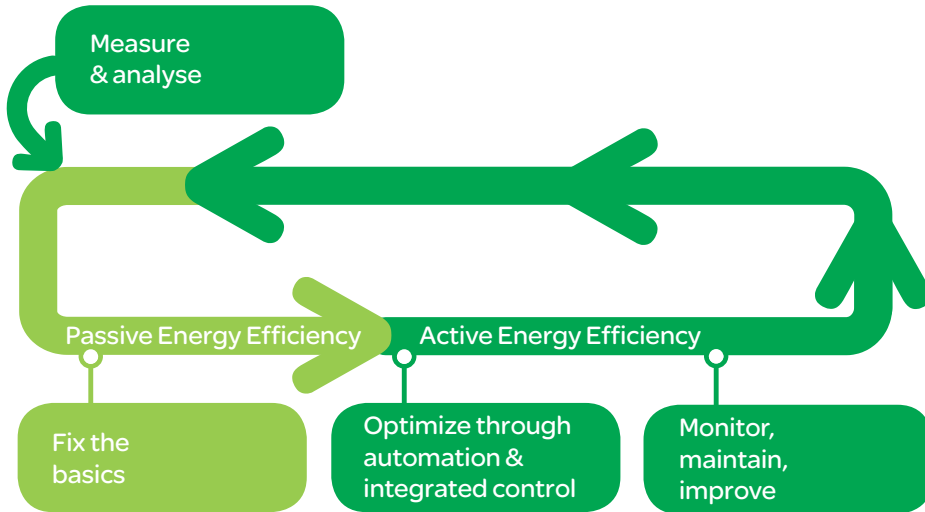 Measure
& analyse
Passive Energy Efficiency
Active Energy Efficiency
Fix the
basics
Optimize through
automation &
integrated control
Monitor,
maintain,
improve